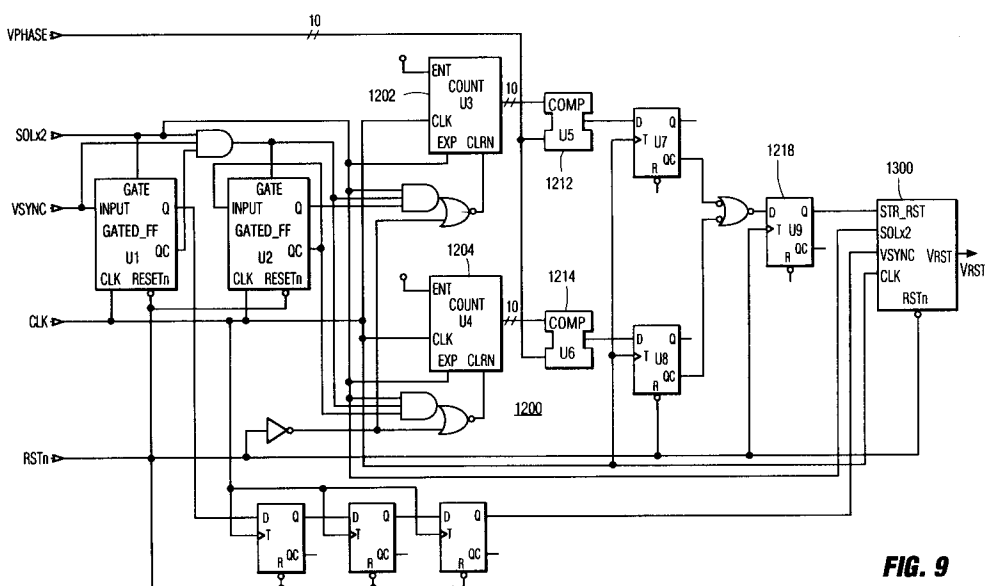 10
VPHASE
ENT
1202
COUNT
U3
10
COMP
CLK
U5
D
Q
SOLx2
EXP
CLRN
T
U7
1212
QC
1218
R
1300
GATE
GATE
D
Q
STR_RST
VSYNC
INPUT
Q
INPUT
Q
T
U9
SOLx2
GATED_FF
GATED_FF
QC
VSYNC
VRST
VRST
U1
QC
U2
QC
1204
R
CLK
CLK
RESETn
CLK
RESETn
ENT
1214
RSTn
COUNT
U4
10
COMP
CLK
CLK
U6
D
Q
EXP
CLRN
T
U8
QC
R
1200
RSTn
D
Q
D
Q
D
Q
T
T
T
QC
QC
QC
R
R
R
FIG. 9